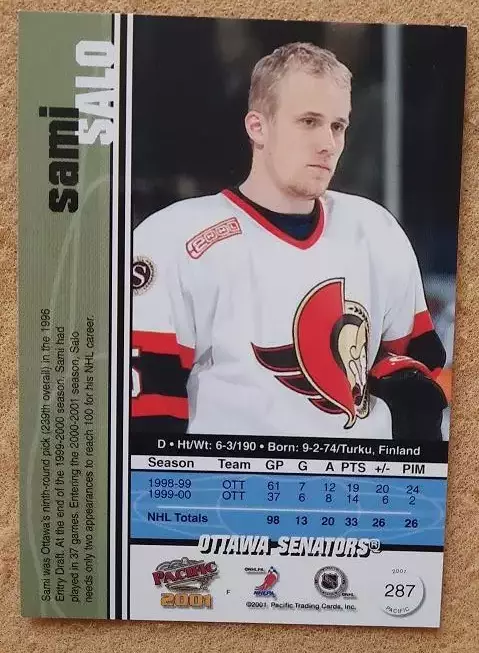 sami
SALO
Sami was Ottawa's ninth-round pick (239th overall) in the 1996
Entry Draft. At the end of the 1999-2000 season, Sami had
played in 37 games. Entering the 2000-2001 season, Salo
needs only two appearances to reach 100 for his NHL career.
2000
S
D • Ht/Wt: 6-3/190 • Born: 9-2-74/Turku, Finland
Season Team GP G A PTS +/- PIM
1998-99 OTT 61 7 12 19 20 24
1999-00 OTT 37 6 8 14 6 2
NHL Totals 98 13 20 33 26 26
OTTAWA SENATORS®
PACIFIC
2001
F
NHLPA
©2001 Pacific Trading Cards, Inc.
2001
287
PACIFIC